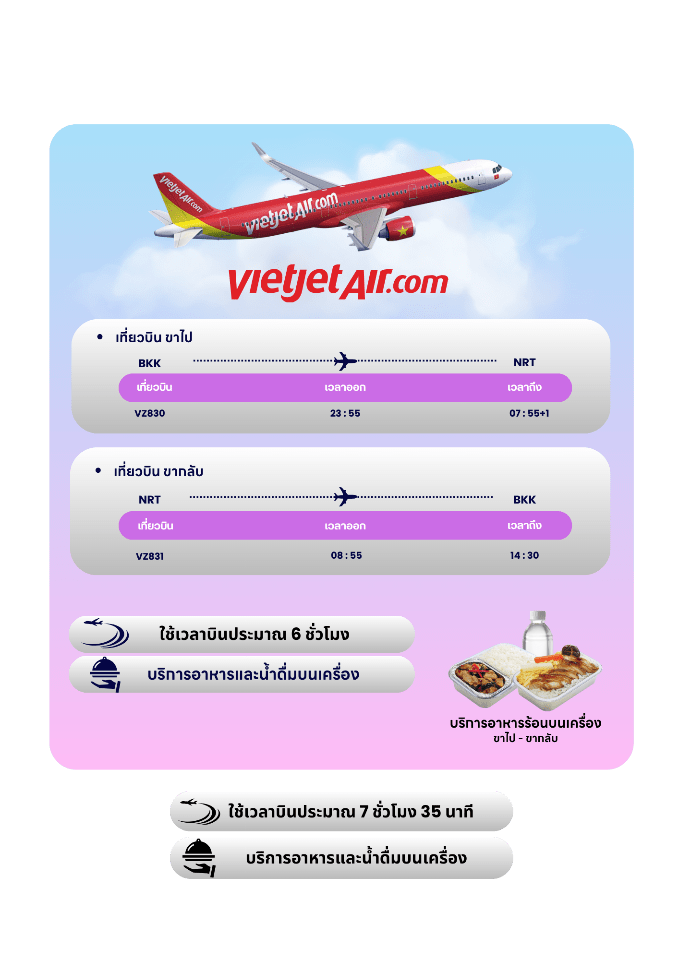 vietjetAir.com
vietjetAir.com
vietjetAir.com
• เที่ยวบิน ขาไป
BKK NRT
เที่ยวบิน เวลาออก เวลาถึง
VZ830 23 : 55 07 : 55+1
• เที่ยวบิน ขากลับ
NRT BKK
เที่ยวบิน เวลาออก เวลาถึง
VZ831 08 : 55 14 : 30
ใช้เวลาบินประมาณ 6 ชั่วโมง
บริการอาหารและน้ำดื่มบนเครื่อง
บริการอาหารร้อนบนเครื่อง
ขาไป - ขากลับ
ใช้เวลาบินประมาณ 7 ชั่วโมง 35 นาที
บริการอาหารและน้ำดื่มบนเครื่อง